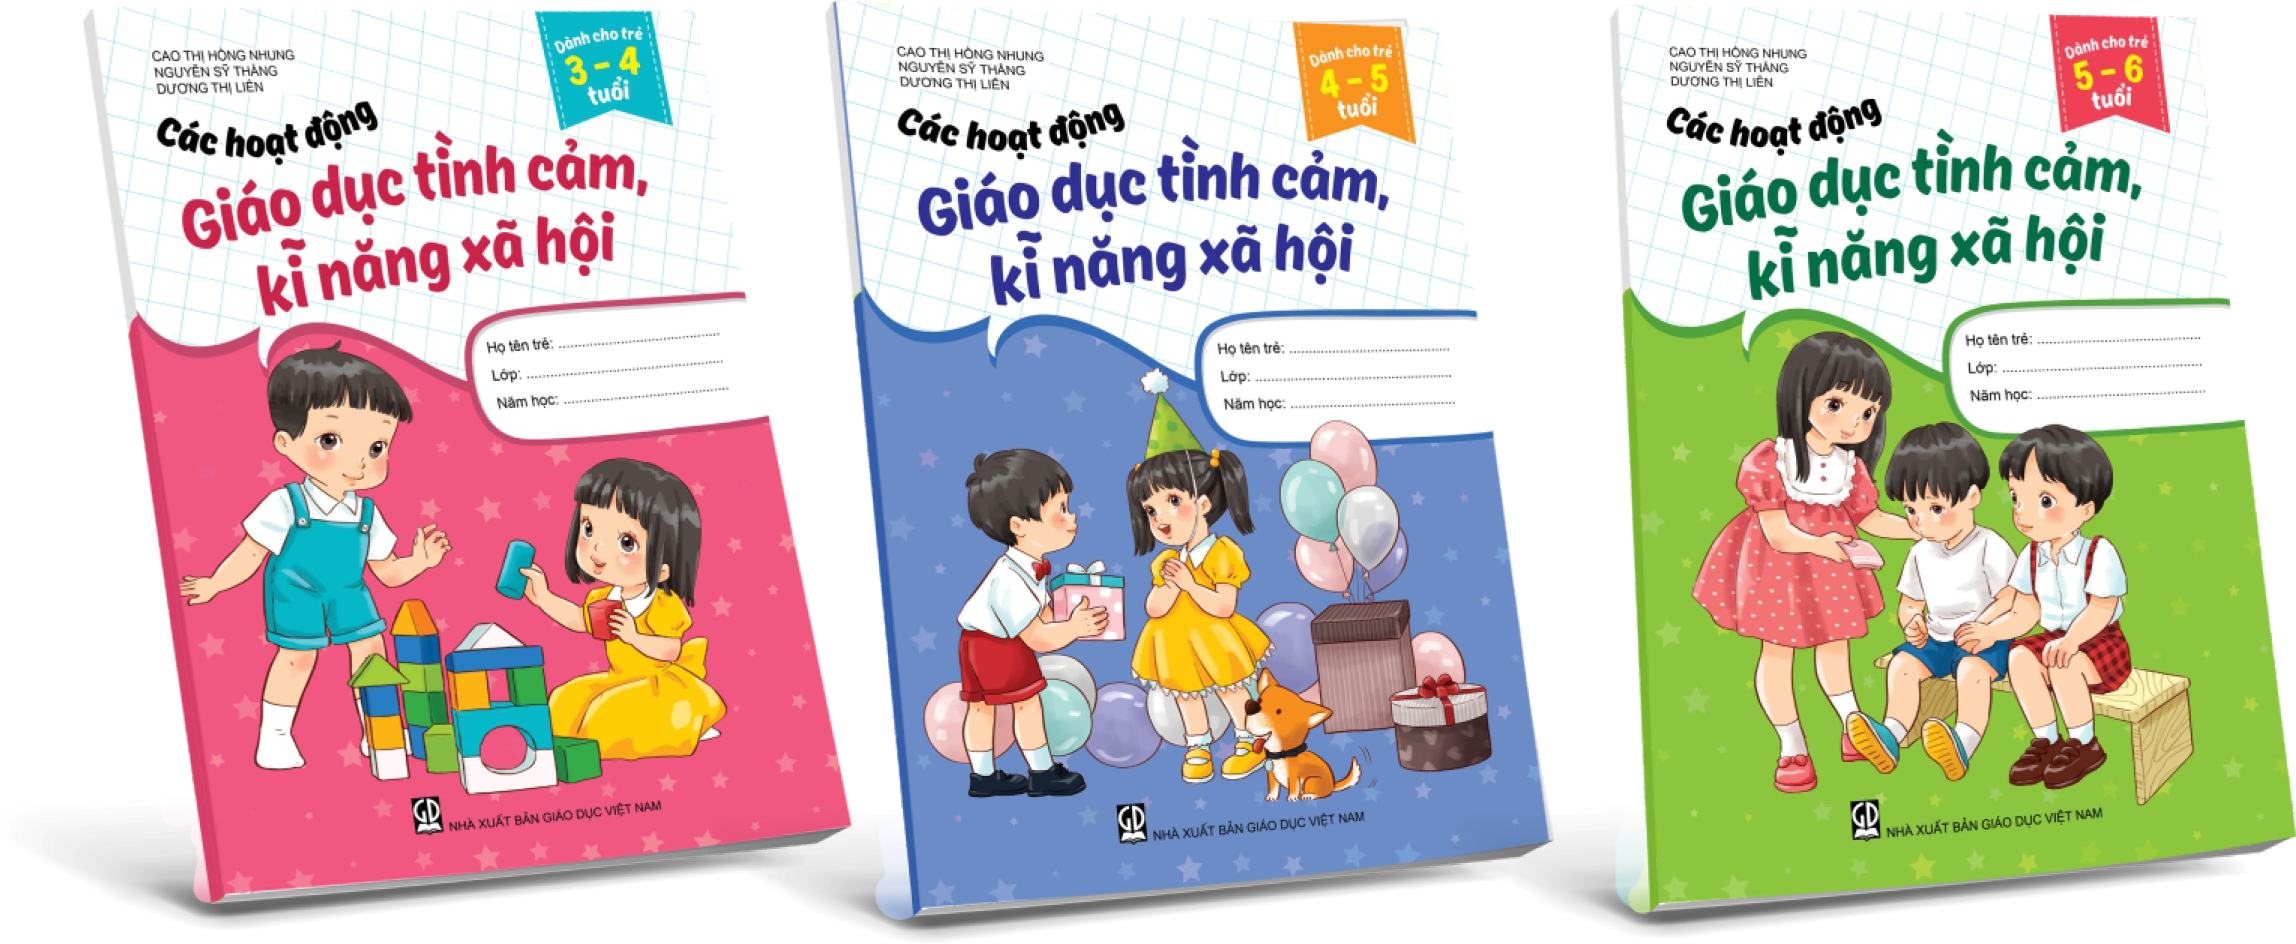 CAO THỊ HỒNG NHUNG
NGUYỄN SỸ THẮNG
DƯƠNG THỊ LIÊN
Dành cho trẻ
3 - 4
tuổi
Các hoạt động
Giáo dục tình cảm,
kĩ năng xã hội
Họ tên trẻ:
Lớp:
Năm học:
GD
NHÀ XUẤT BẢN GIÁO DỤC VIỆT NAM
CAO THỊ HỒNG NHUNG
NGUYỄN SỸ THẮNG
DƯƠNG THỊ LIÊN
Dành cho trẻ
4 - 5
tuổi
Các hoạt động
Giáo dục tình cảm,
kĩ năng xã hội
Họ tên trẻ:
Lớp:
Năm học:
GD
NHÀ XUẤT BẢN GIÁO DỤC VIỆT NAM
CAO THỊ HỒNG NHUNG
NGUYỄN SỸ THẮNG
DƯƠNG THỊ LIÊN
Dành cho trẻ
5 - 6
tuổi
Các hoạt động
Giáo dục tình cảm,
kĩ năng xã hội
Họ tên trẻ:
Lớp:
Năm học:
GD
NHÀ XUẤT BẢN GIÁO DỤC VIỆT NAM